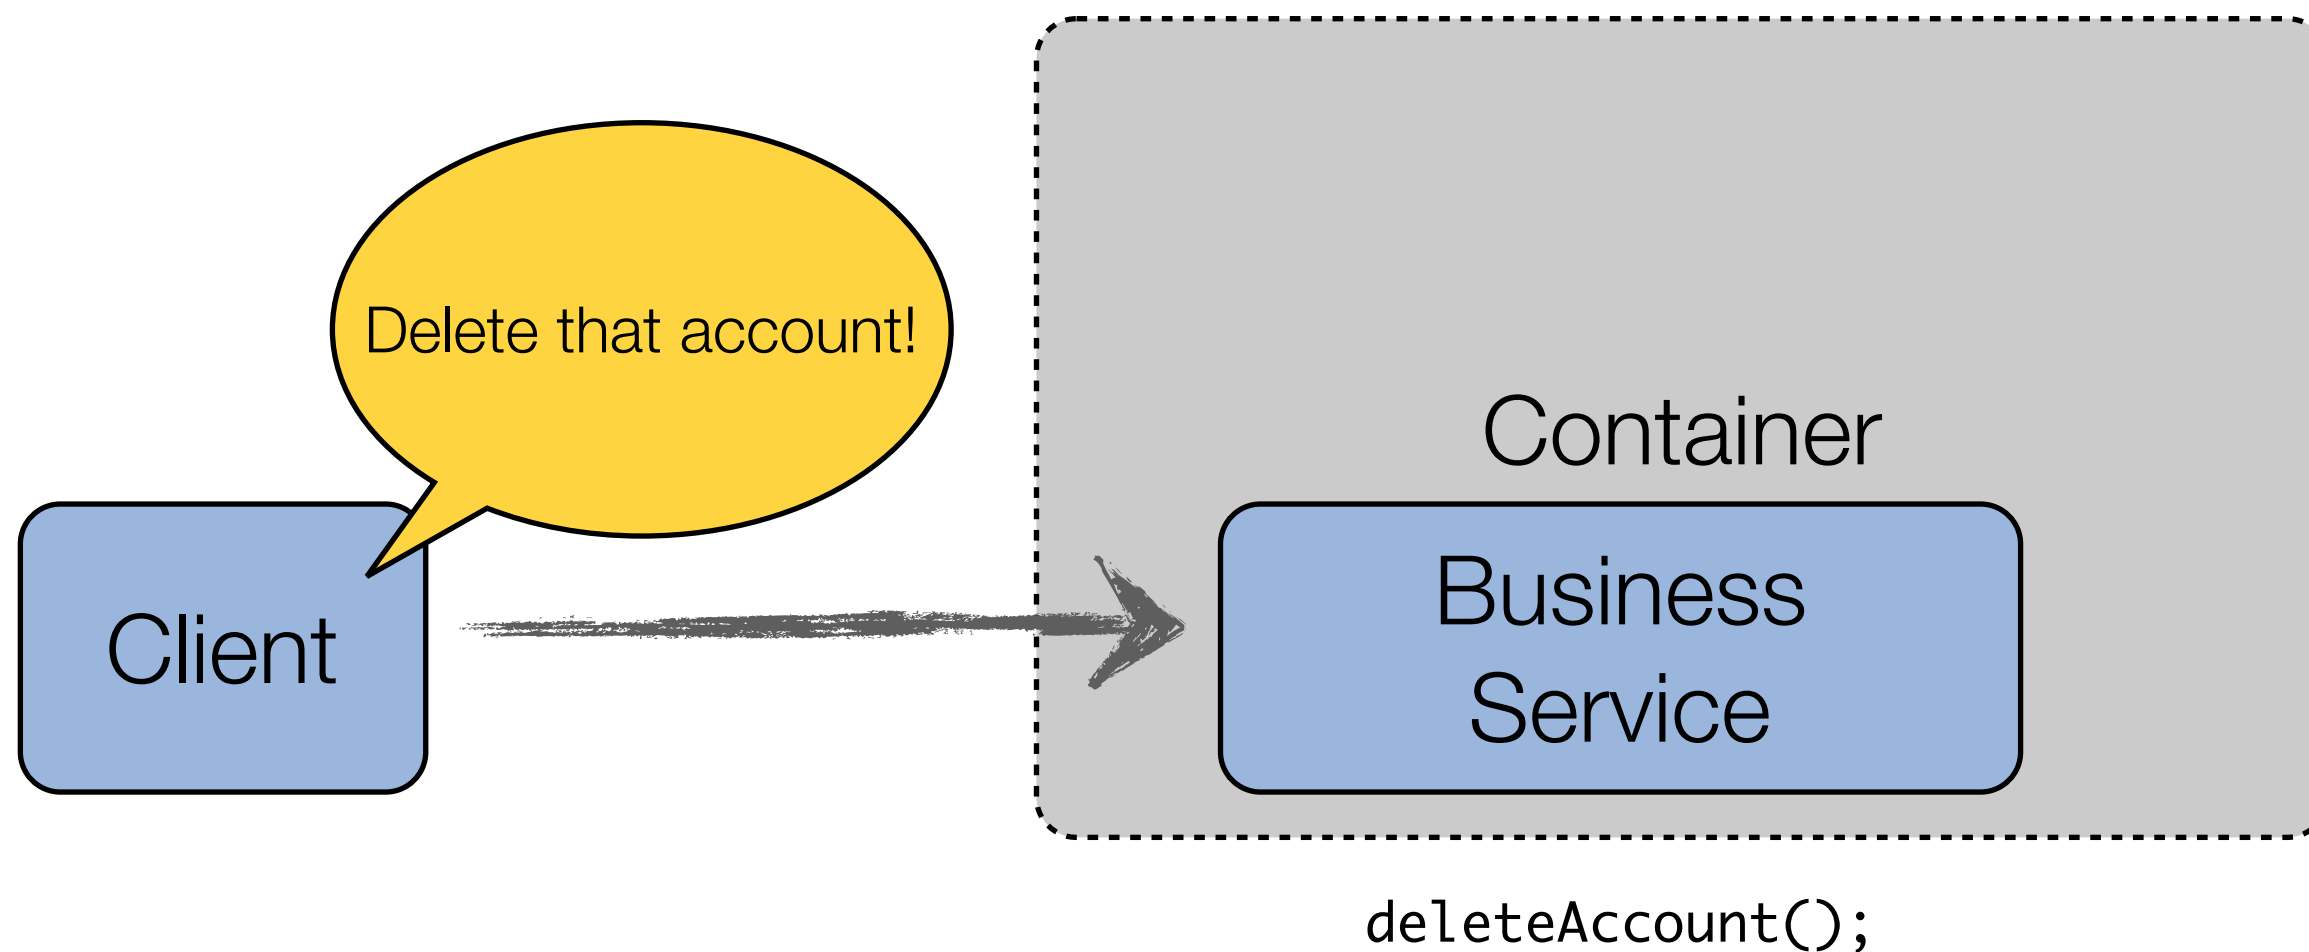 Delete that account!
Container
Client
Business
Service
deleteAccount();